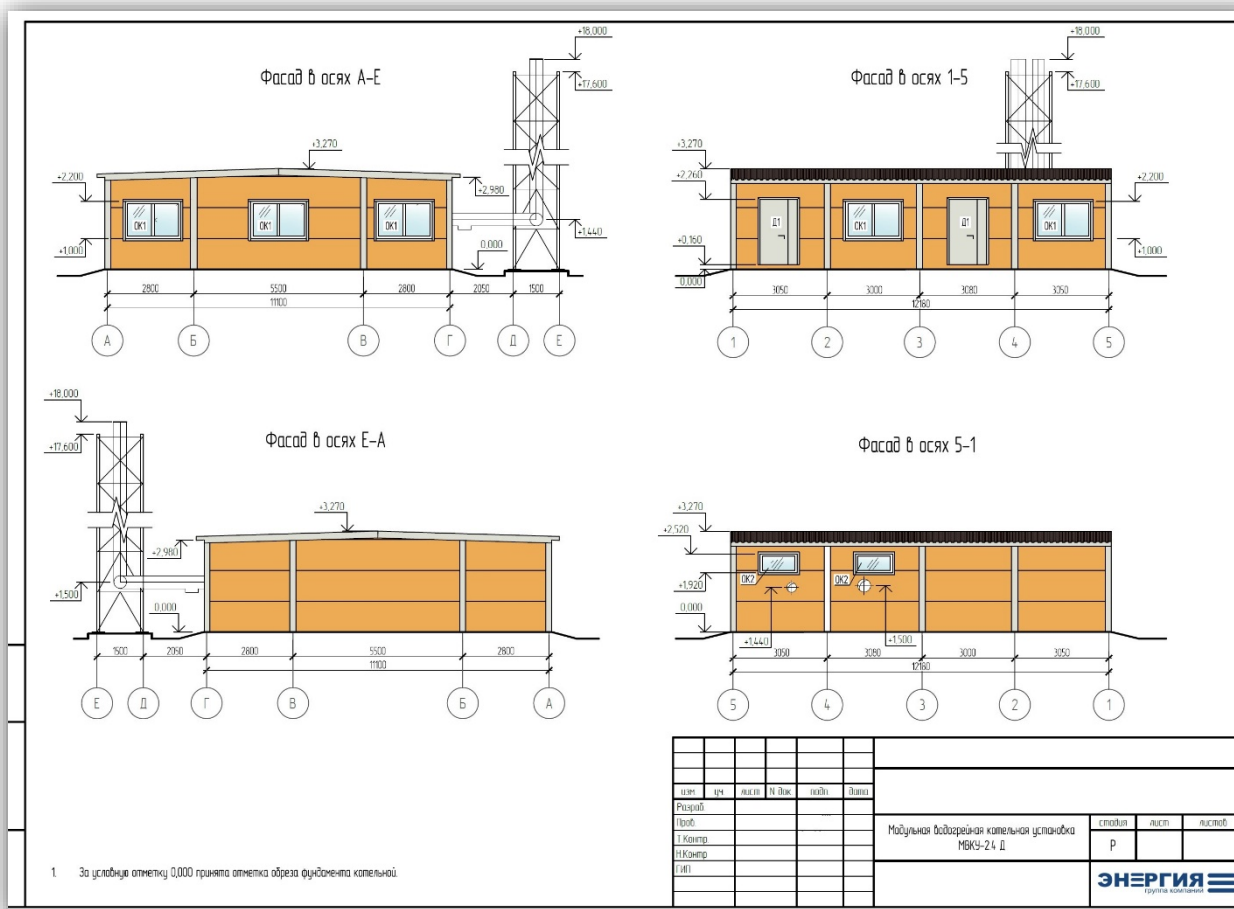 Фасад в осях А-Е
+18,000
+17,600
+3,270
+2,200
+2,980
ОК1
ОК1
ОК1
+1,000
0,000
+1,440
2800
5500
2800
2050
1500
11100
А
Б
В
Г
Д
Е
Фасад в осях 1-5
+18,000
+17,600
+3,270
+2,260
+2,200
Д1
ОК1
Д1
ОК1
+0,160
+1,000
0,000
3050
3000
3080
3050
12180
1
2
3
4
5
Фасад в осях Е-А
+18,000
+17,600
+3,270
+2,980
+1,500
0,000
1500
2050
2800
5500
2800
11100
Е
Д
Г
В
Б
А
Фасад в осях 5-1
+3,270
+2,520
ОК2
ОК2
+1,920
0,000
+1,440
+1,500
3050
3080
3000
3050
12180
5
4
3
2
1
изм уч лист N док подп дата
Разраб.
Пров.
Т.Контр
Н.Контр
ГИП
Модульная водогрейная котельная установка
МВКУ-2.4 Д
стадия лист листов
Р
ЭНЕРГИЯ
группа компаний
1. За условную отметку 0,000 принята отметка обреза фундамента котельной.